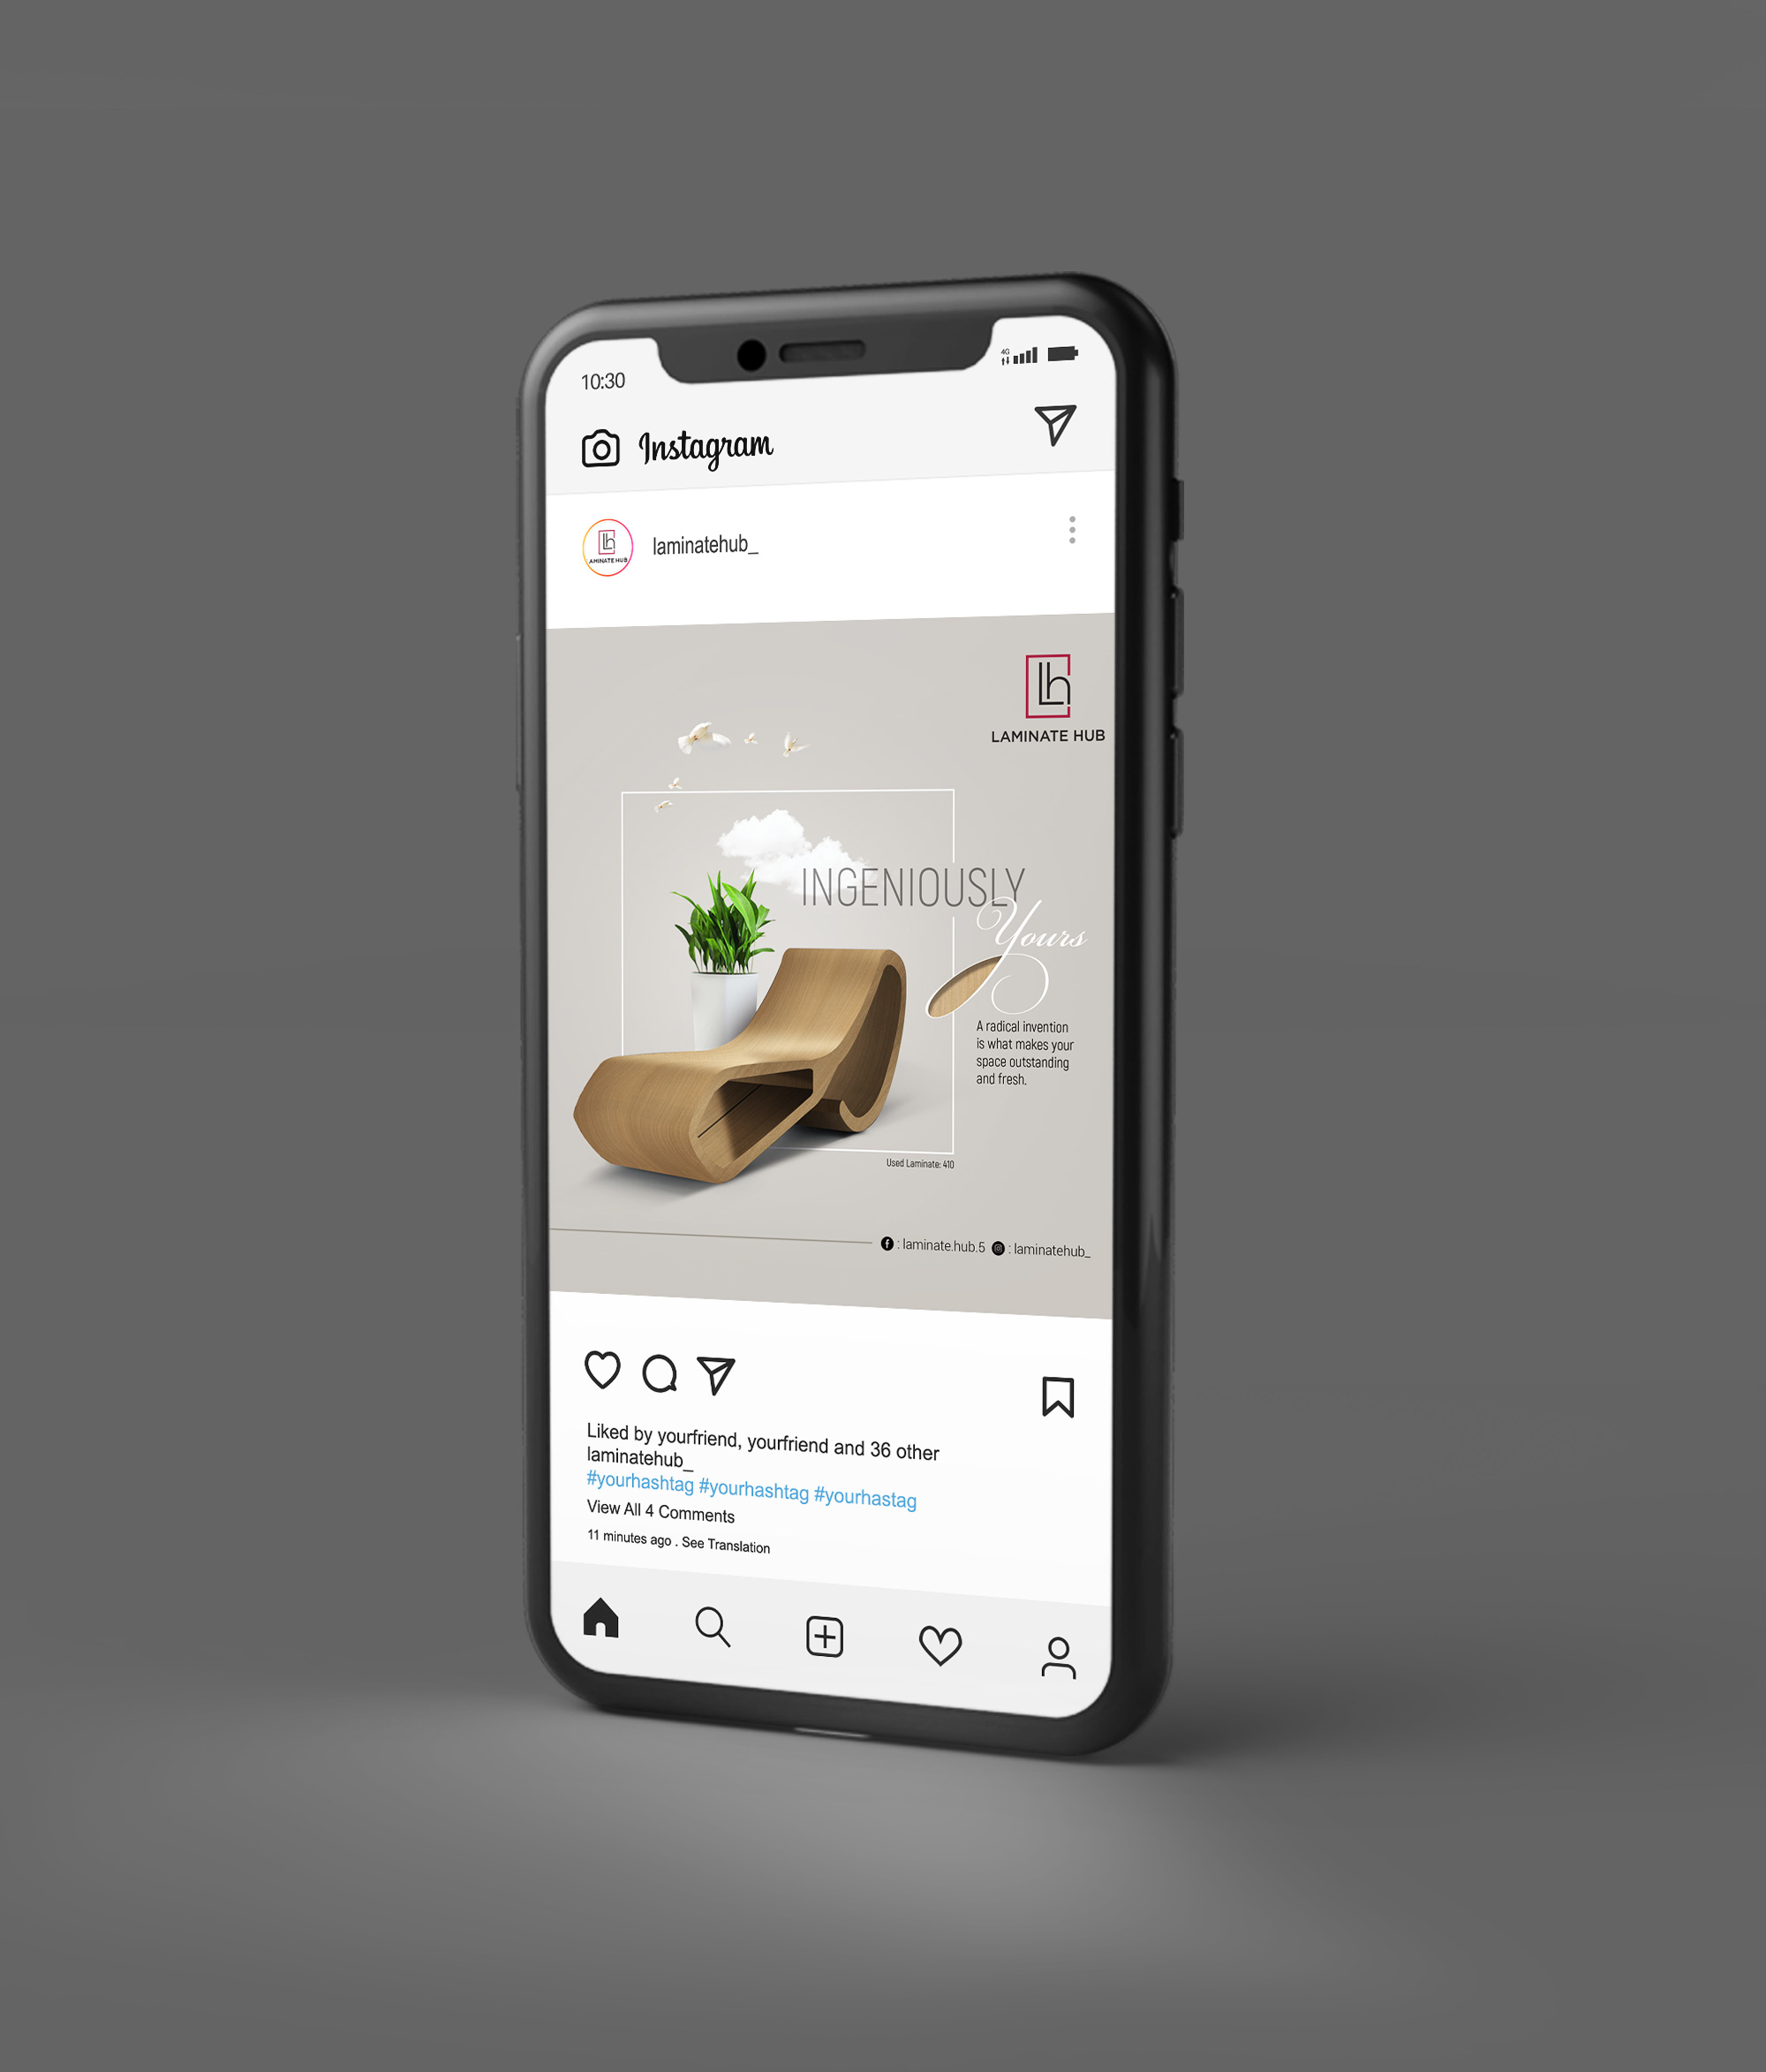 10:30
4G
Instagram
AMINATE HUB
laminatehub_
Lh
LAMINATE HUB
INGENIOUSLY
Yours
A radical invention
is what makes your
space outstanding
and fresh.
Used Laminate: 410
f : laminate.hub.5 : laminatehub_
Liked by yourfriend, yourfriend and 36 other
laminatehub_
#yourhashtag #yourhashtag #yourhastag
View All 4 Comments
11 minutes ago . See Translation